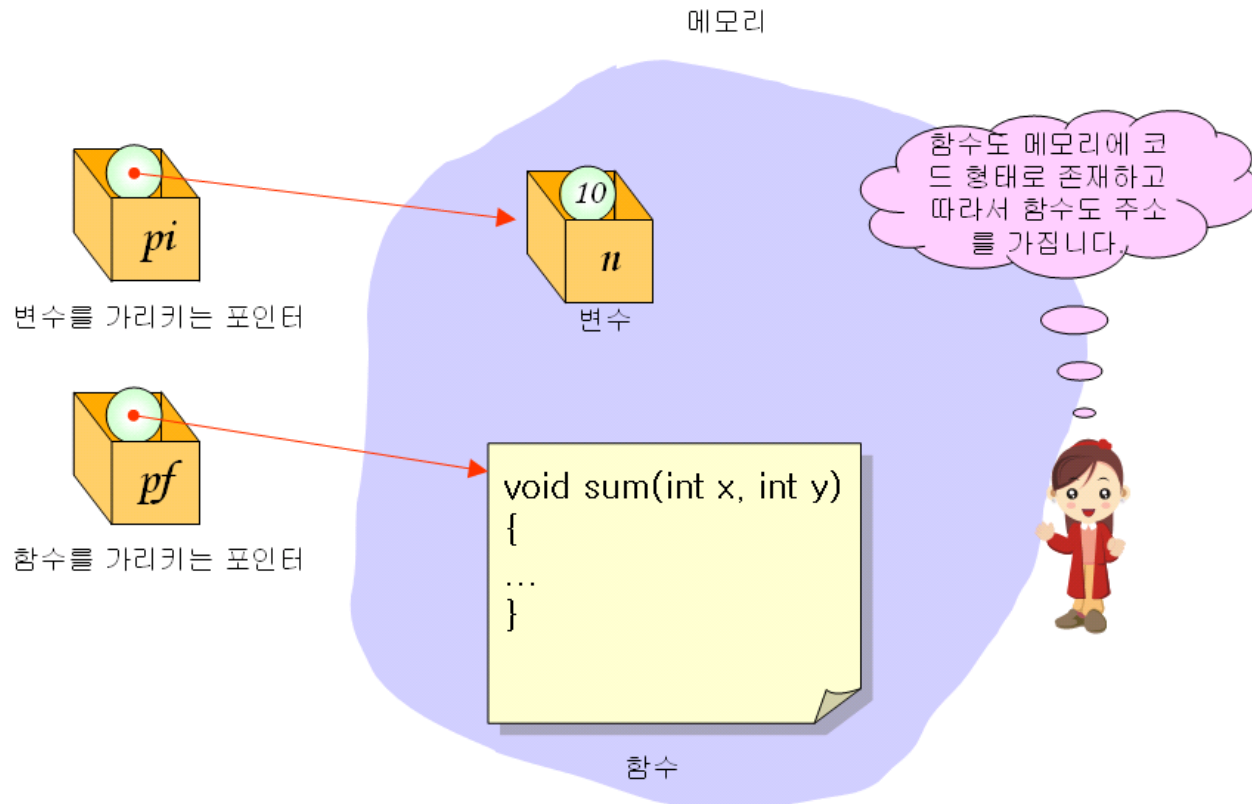 메모리
함수도 메모리에 코
드 형태로 존재하고
따라서 함수도 주소
를 가집니다.
10
pi
n
변수를 가리키는 포인터
변수
pf
void sum(int x, int y)
{
...
}
함수를 가리키는 포인터
함수